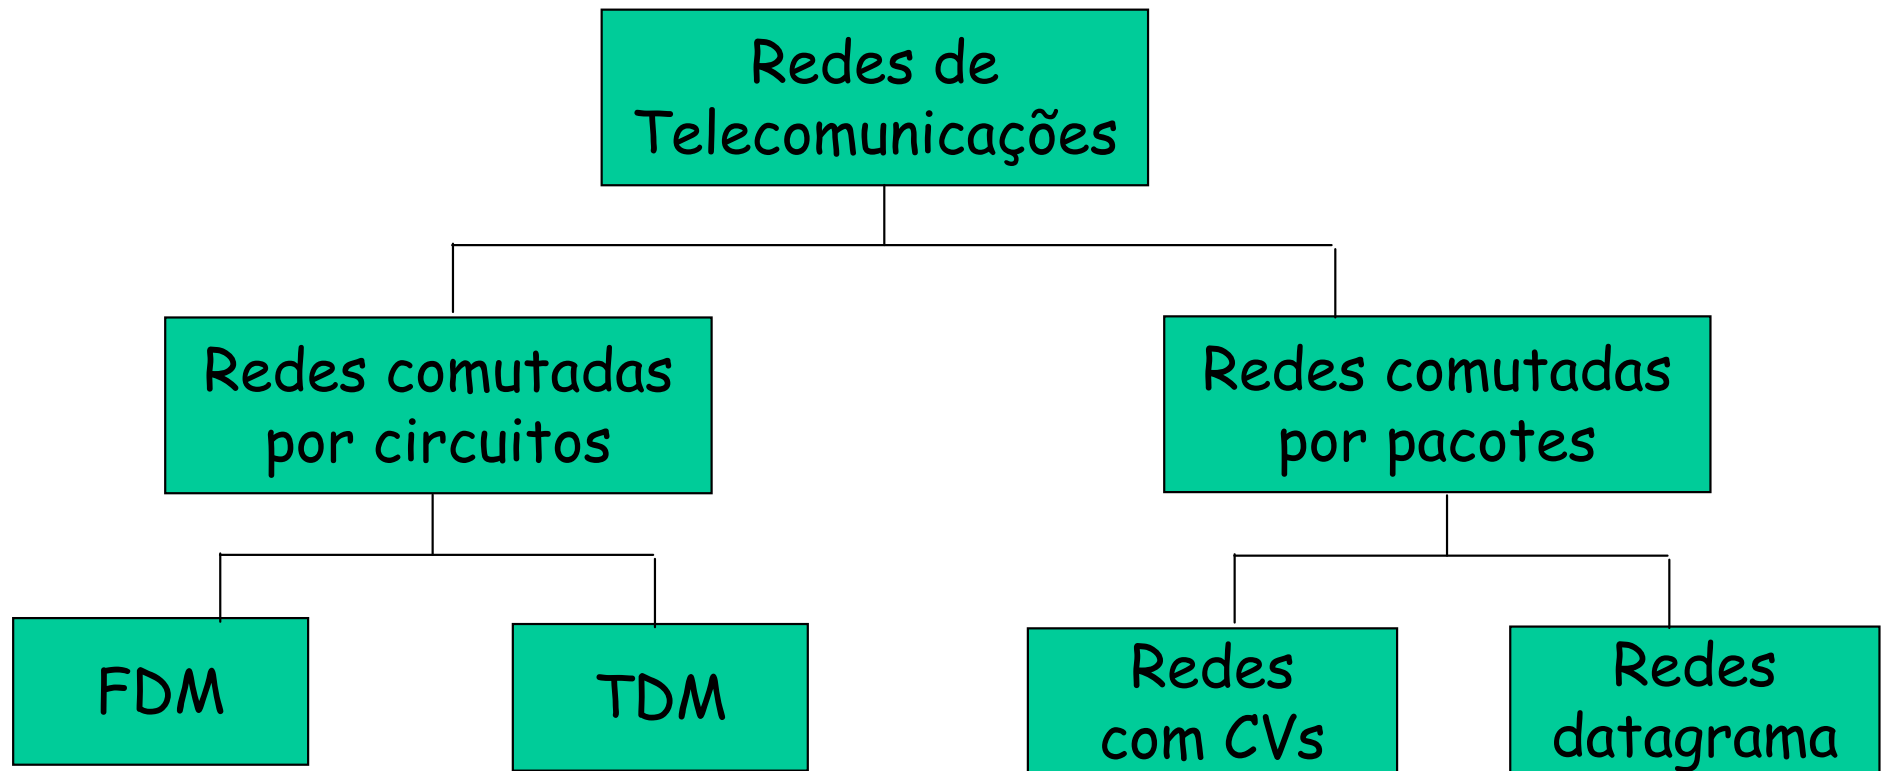 Redes de
Telecomunicações
Redes comutadas
por circuitos
Redes comutadas
por pacotes
FDM
TDM
Redes
com CVs
Redes
datagrama